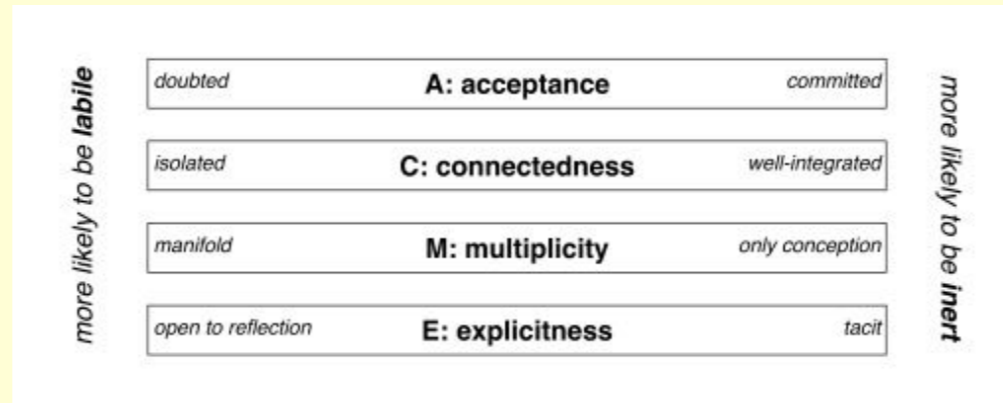 more likely to be labile
doubted A: acceptance committed
isolated C: connectedness well-integrated
manifold M: multiplicity only conception
open to reflection E: explicitness tacit
more likely to be inert